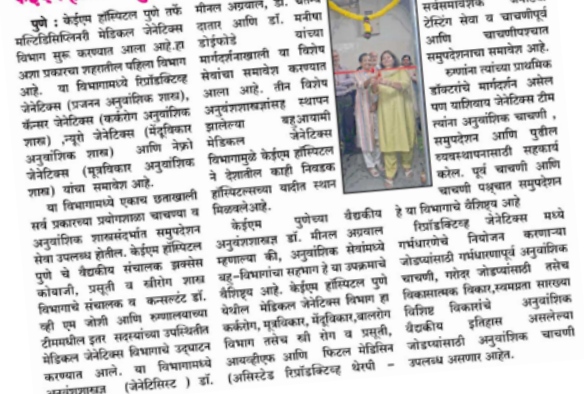 पुणे : केईएम हॉस्पिटल पुणे तर्फे
मल्टिडिसिप्लिनरी मेडिकल जेनेटिक्स
विभाग सुरू करण्यात आला आहे.हा
अशा प्रकारचा शहरातील पहिला विभाग
आहे. या विभागामध्ये रिप्रॉडक्टिव्ह
जेनेटिक्स (प्रजनन अनुवांशिक शास्त्र),
कॅन्सर जेनेटिक्स (कर्करोग अनुवांशिक
शास्त्र) ,न्यूरो जेनेटिक्स (मेंदूविकार
अनुवांशिक शास्त्र) आणि नेफ्रो
जेनेटिक्स (मूत्रविकार अनुवांशिक
शास्त्र) यांचा समावेश आहे.
या विभागामध्ये एकाच छताखाली
सर्व प्रकारच्या प्रयोगशाळा चाचण्या व
अनुवांशिक शास्त्रसंदर्भात समुपदेशन
सेवा उपलब्ध होतील. केईएम हॉस्पिटल
पुणे चे वैद्यकीय संचालक झवसेस
कोयाजी, प्रसूती व स्त्रीरोग शास्त्र
विभागाचे संचालक व कन्सल्टंट डॉ.
व्ही एम जोशी आणि रुग्णालयाच्या
टीममधील इतर सदस्यांच्या उपस्थितीत
मेडिकल जेनेटिक्स विभागाचे उद्घाटन
करण्यात आले. या विभागामध्ये
अनुवंशशास्त्रज्ञ (जेनेटिसिस्ट ) डॉ.
मीनल अग्रवाल, डॉ.
दातार आणि डॉ. मनीषा
डोईफोडे यांच्या
मार्गदर्शनाखाली या विशेष
सेवांचा समावेश करण्यात
आला आहे. तीन विशेष
अनुवंशशास्त्रज्ञांसह स्थापन
झालेल्या बहुआयामी
मेडिकल जेनेटिक्स
विभागामुळे केईएम हॉस्पिटल
ने देशातील काही निवडक
हॉस्पिटल्सच्या यादीत स्थान
मिळवलेआहे.
केईएम पुणेच्या वैद्यकीय
अनुवंशशास्त्रज्ञ डॉ. मीनल अग्रवाल
म्हणाल्या की, अनुवांशिक सेवांमध्ये
बहु-विभागांचा सहभाग हे या उपक्रमाचे
वैशिष्ट्य आहे. केईएम हॉस्पिटल पुणे
येथील मेडिकल जेनेटिक्स विभाग हा
कर्करोग, मूत्रविकार, मेंदूविकार,बालरोग
विभाग तसेच स्त्री रोग व प्रसूती,
आयव्हीएफ आणि फिटल मेडिसिन
(असिस्टेड रिप्रॉडक्टिव्ह थेरपी –
टेस्टिंग सेवा व चाचणीपूर्व
आणि चाचणीपश्चात
समुपदेशनाचा समावेश आहे.
रुग्णांना त्यांच्या प्राथमिक
डॉक्टरांचे मार्गदर्शन असेल
पण याशिवाय जेनेटिक्स टीम
त्यांना अनुवांशिक चाचणी ,
समुपदेशन आणि पुढील
व्यवस्थापनासाठी सहकार्य
करेल. पूर्व चाचणी आणि
चाचणी पश्चात समुपदेशन
हे या विभागाचे वैशिष्ट्य आहे
रिप्रॉडक्टिव्ह जेनेटिक्स मध्ये
गर्भधारणेचे नियोजन करणाऱ्या
जोडप्यांसाठी गर्भधारणापूर्व अनुवांशिक
चाचणी, गरोदर जोडप्यांसाठी तसेच
विकासात्मक विकार,स्वमग्नता सारख्या
विशिष्ट विकारांचे अनुवांशिक
वैद्यकीय इतिहास असलेल्या
जोडप्यांसाठी अनुवांशिक चाचणी
उपलब्ध असणार आहेत.